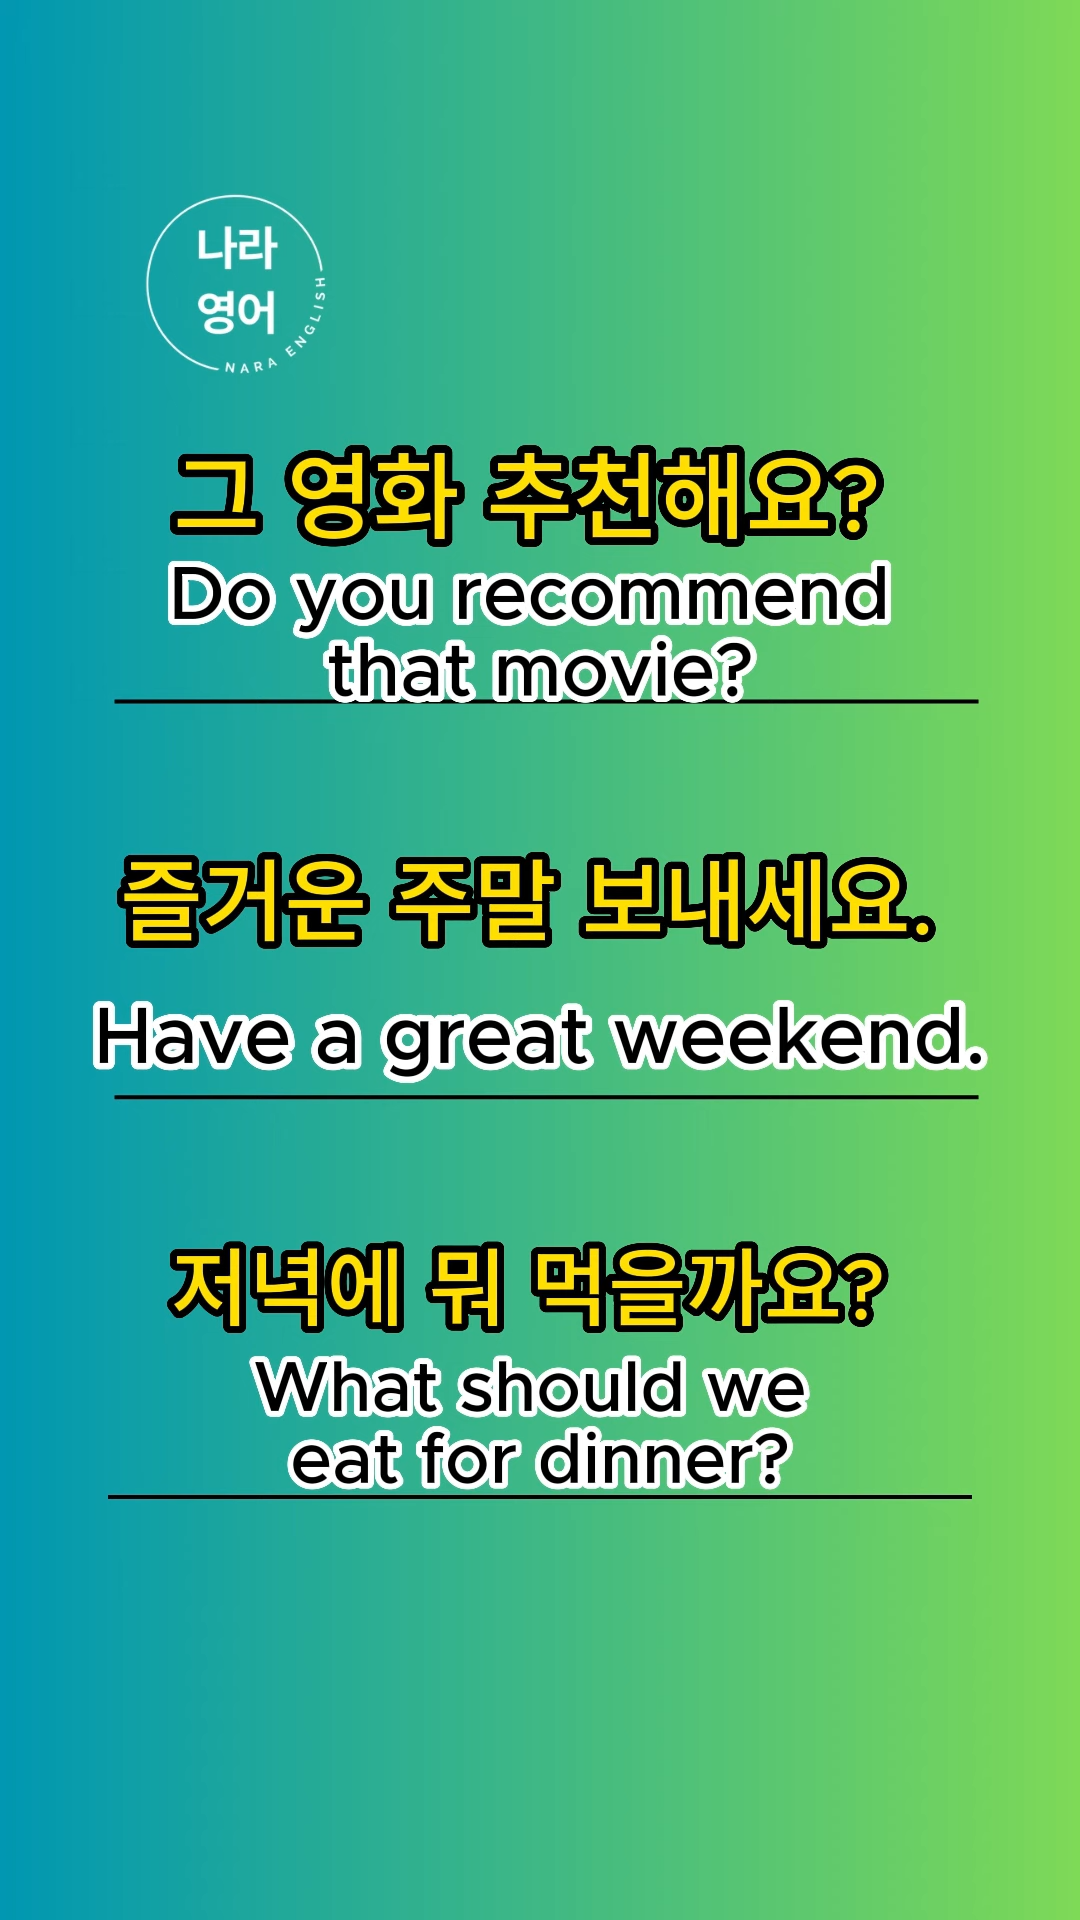 나라
영어
NARA ENGLISH
그 영화 추천해요?
Do you recommend
that movie?
즐거운 주말 보내세요.
Have a great weekend.
저녁에 뭐 먹을까요?
What should we
eat for dinner?